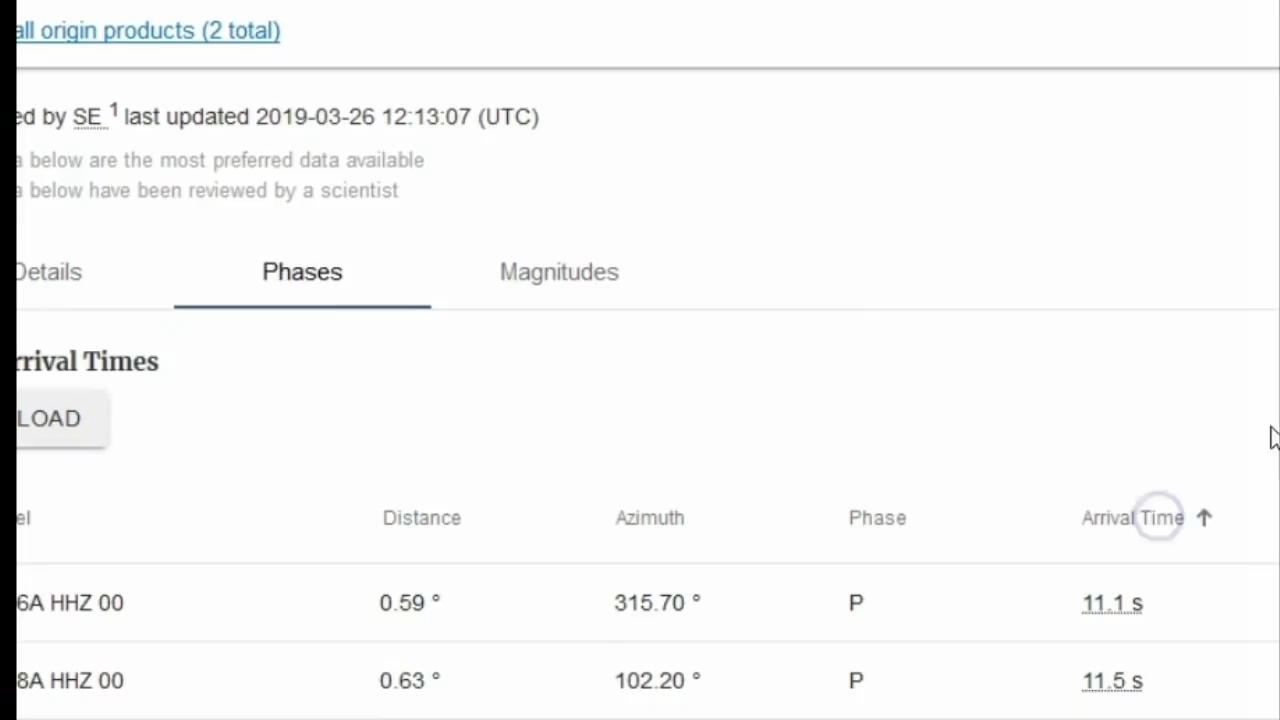 all origin products (2 total)
ed by SE 1 last updated 2019-03-26 12:13:07 (UTC)
a below are the most preferred data available
a below have been reviewed by a scientist
Details Phases Magnitudes
rrival Times
LOAD
el Distance Azimuth Phase Arrival Time ↑
6A HHZ 00 0.59 ° 315.70 ° P 11.1 s
8A HHZ 00 0.63 ° 102.20 ° P 11.5 s